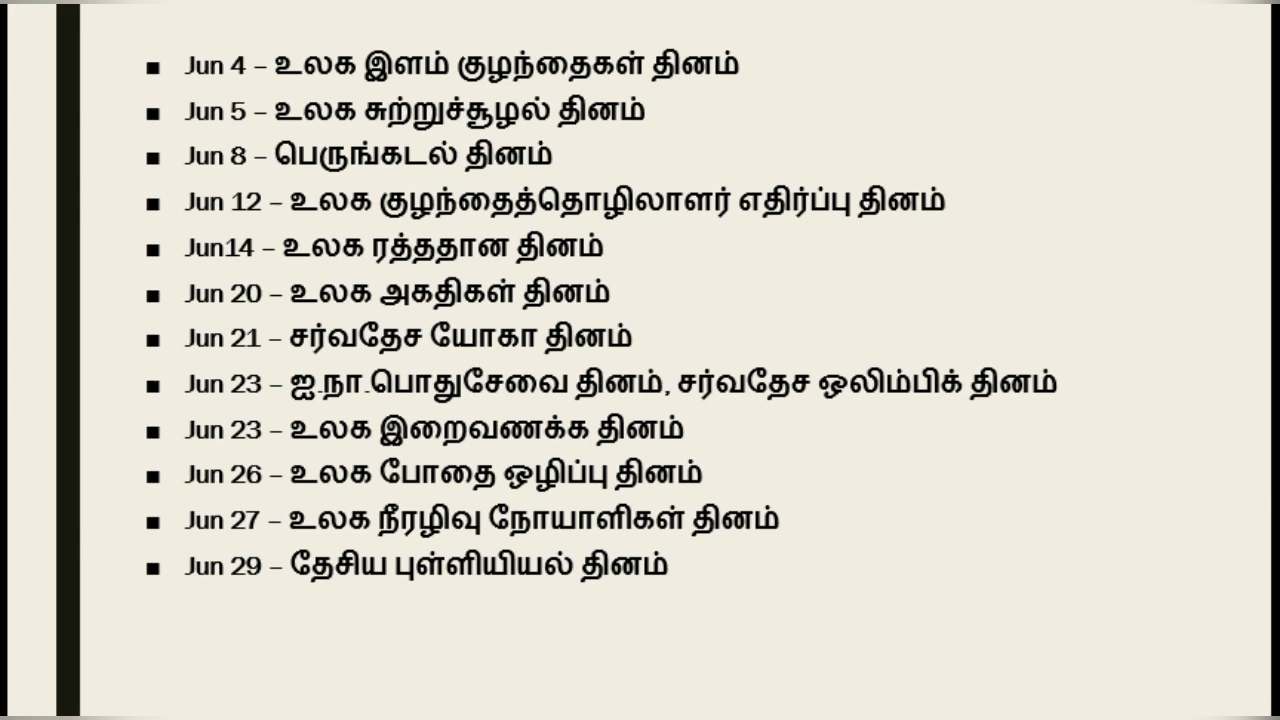 ▪ Jun 4 – உலக இளம் குழந்தைகள் தினம்
▪ Jun 5 – உலக சுற்றுச்சூழல் தினம்
▪ Jun 8 – பெருங்கடல் தினம்
▪ Jun 12 – உலக குழந்தைத்தொழிலாளர் எதிர்ப்பு தினம்
▪ Jun14 – உலக ரத்ததான தினம்
▪ Jun 20 – உலக அகதிகள் தினம்
▪ Jun 21 – சர்வதேச யோகா தினம்
▪ Jun 23 – ஐ.நா.பொதுசேவை தினம், சர்வதேச ஒலிம்பிக் தினம்
▪ Jun 23 – உலக இறைவணக்க தினம்
▪ Jun 26 – உலக போதை ஒழிப்பு தினம்
▪ Jun 27 – உலக நீரழிவு நோயாளிகள் தினம்
▪ Jun 29 – தேசிய புள்ளியியல் தினம்